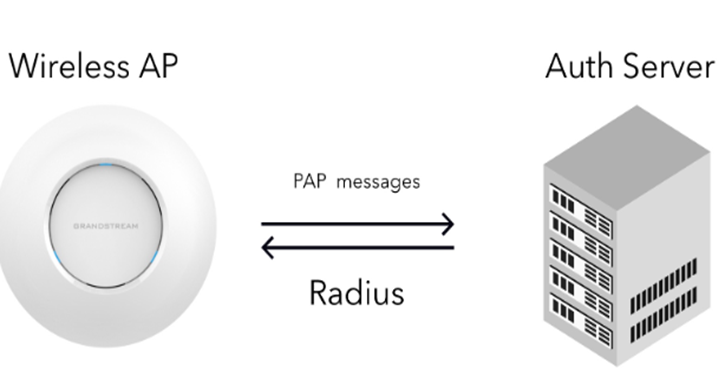 Wireless AP
Auth Server
PAP messages
GRANDSTREAM
Radius